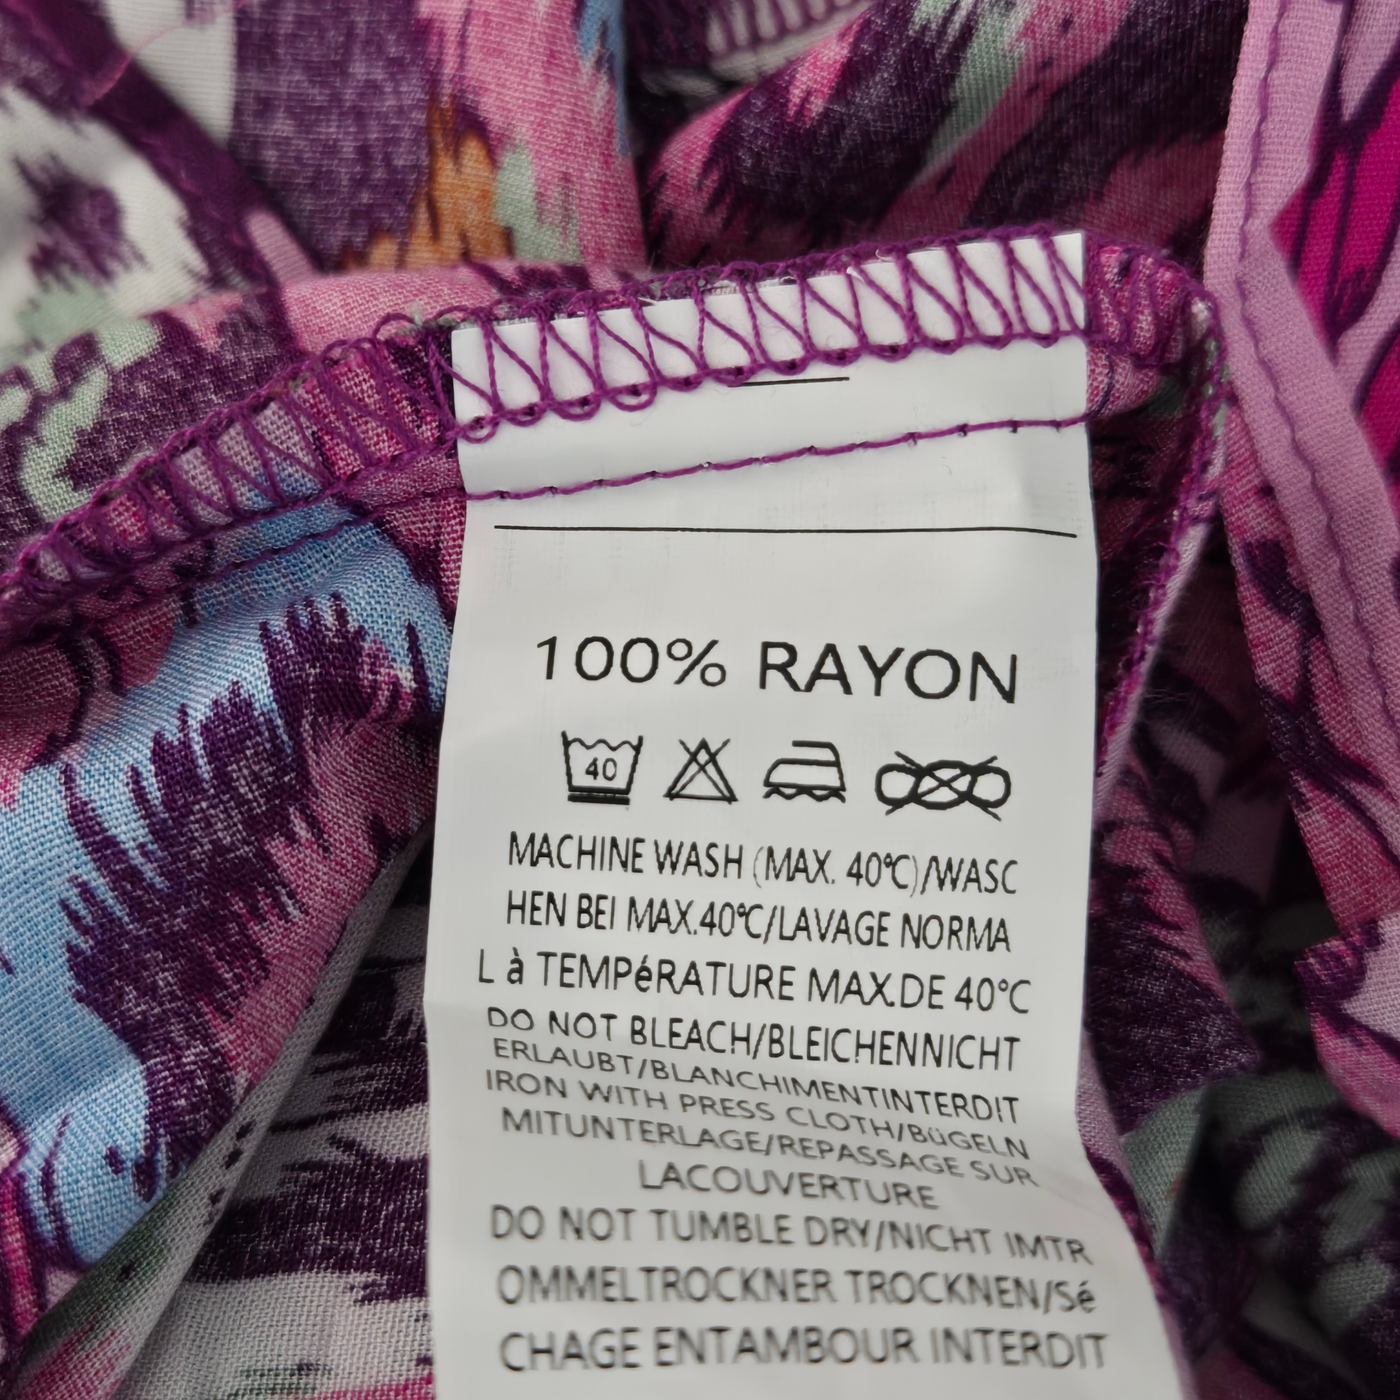 100% RAYON
40
MACHINE WASH (MAX. 40℃)/WASC
HEN BEI MAX.40℃/LAVAGE NORMA
L à TEMPéRATURE MAX.DE 40℃
DO NOT BLEACH/BLEICHENNICHT
ERLAUBT/BLANCHIMENTINTERDIT
IRON WITH PRESS CLOTH/BüGELN
MITUNTERLAGE/REPASSAGE SUR
LACOUVERTURE
DO NOT TUMBLE DRY/NICHT IMTR
OMMELTROCKNER TROCKNEN/Sé
CHAGE ENTAMBOUR INTERDIT